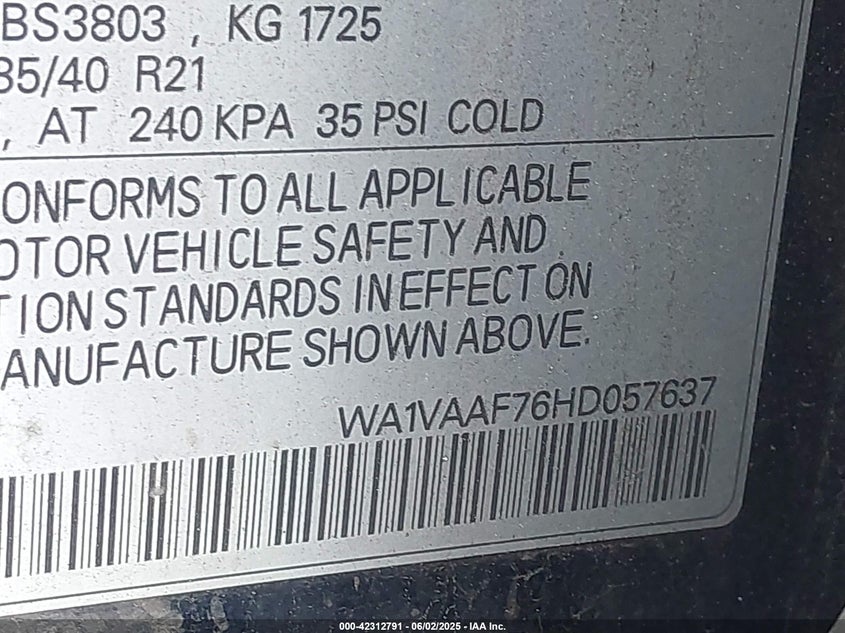 BS3803 , KG 1725
35/40 R21
, AT 240 KPA 35 PSI COLD
ONFORMS TO ALL APPLICABLE
OTOR VEHICLE SAFETY AND
TION STANDARDS IN EFFECT ON
ANUFACTURE SHOWN ABOVE.
WA1VAAF76HD057637
000-42312791 - 06/02/2025 - IAA Inc.